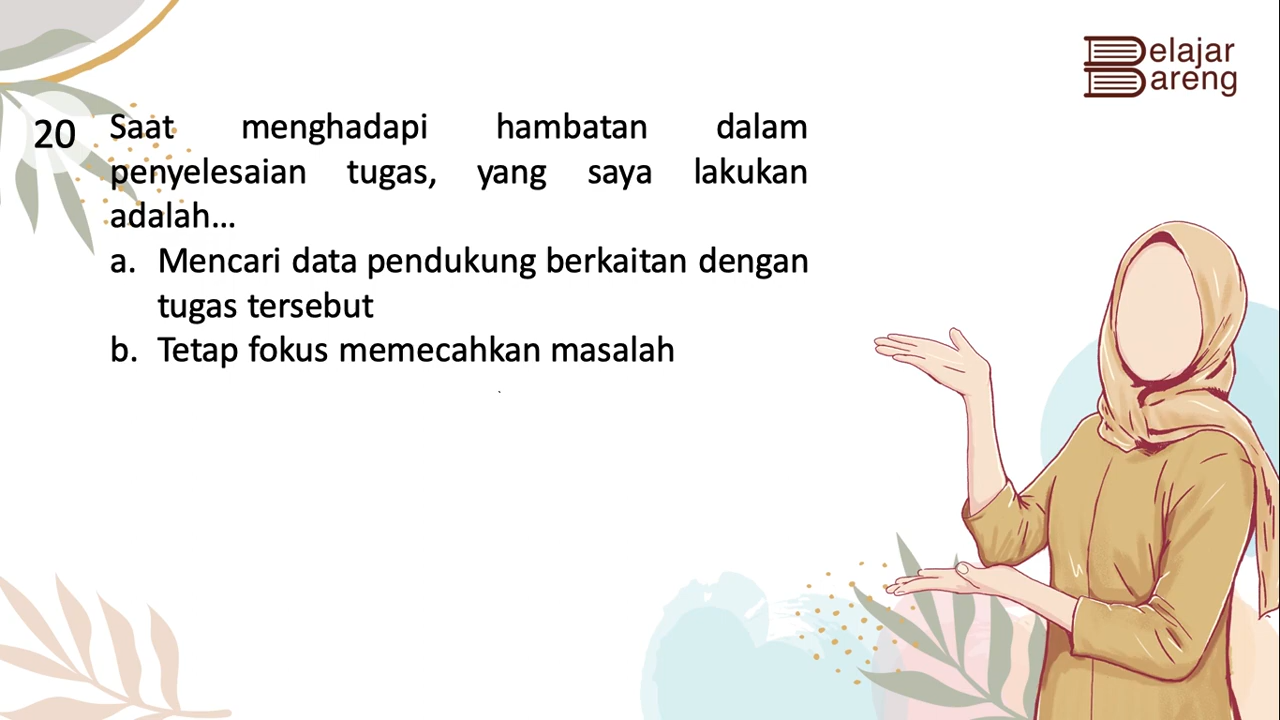 Belajar
Bareng
20 Saat menghadapi hambatan dalam
penyelesaian tugas, yang saya lakukan
adalah...
a. Mencari data pendukung berkaitan dengan
tugas tersebut
b. Tetap fokus memecahkan masalah